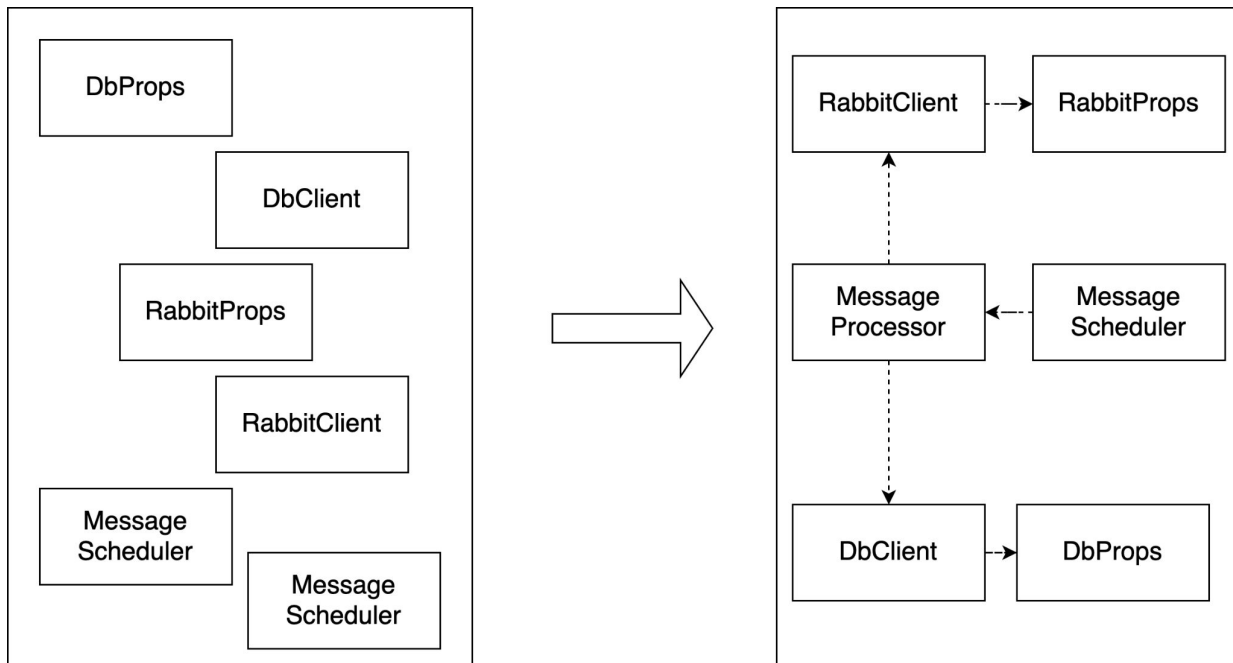 DbProps
DbClient
RabbitProps
RabbitClient
Message
Scheduler
Message
Scheduler
RabbitClient
RabbitProps
Message
Processor
Message
Scheduler
DbClient
DbProps